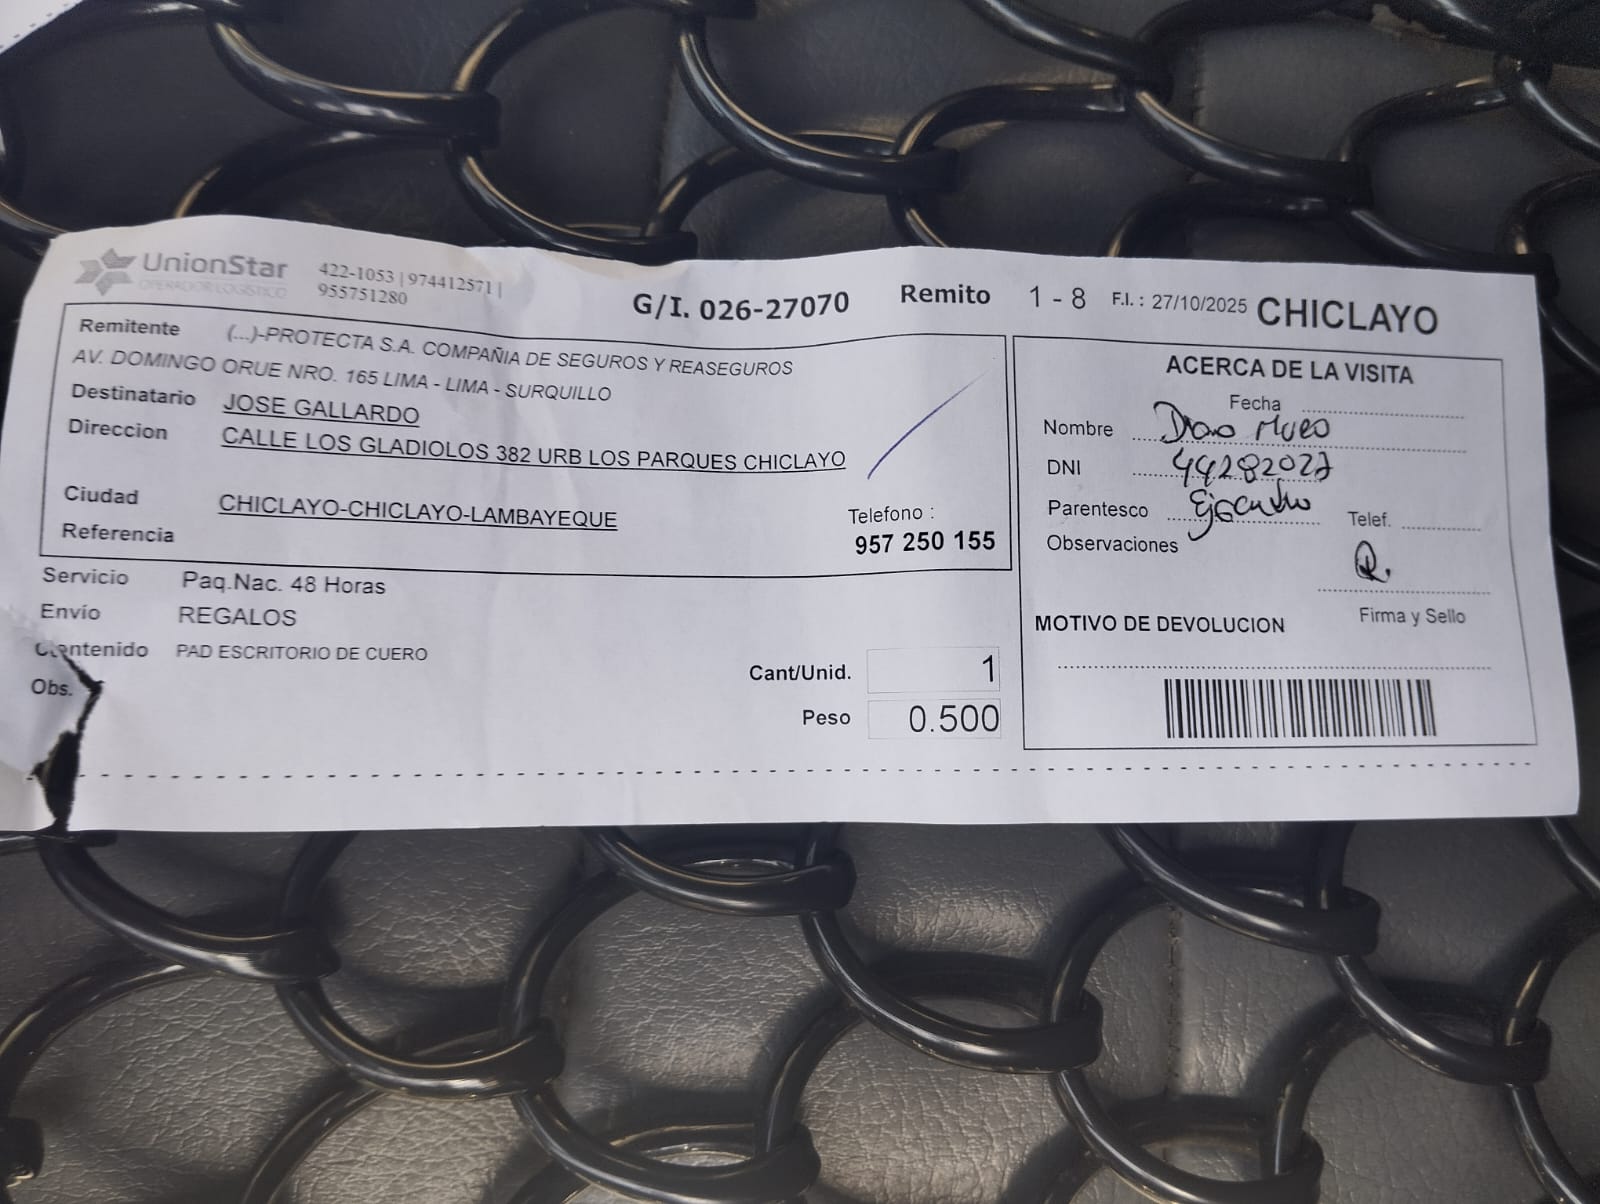 UnionStar
OPERADOR LOGISTICO
422-1053 | 974412571 |
955751280
G/I. 026-27070
Remito 1 - 8
F.I. : 27/10/2025
CHICLAYO
Remitente (...)-PROTECTA S.A. COMPAÑIA DE SEGUROS Y REASEGUROS
AV. DOMINGO ORUE NRO. 165 LIMA - LIMA - SURQUILLO
Destinatario JOSE GALLARDO
Direccion CALLE LOS GLADIOLOS 382 URB LOS PARQUES CHICLAYO
Ciudad CHICLAYO-CHICLAYO-LAMBAYEQUE
Referencia
Telefono :
957 250 155
Servicio Paq.Nac. 48 Horas
Envío REGALOS
Contenido PAD ESCRITORIO DE CUERO
Obs.
Cant/Unid. 1
Peso 0.500
ACERCA DE LA VISITA
Fecha
Nombre
DNI 44282027
Parentesco Ejecutivo
Telef.
Observaciones
Firma y Sello
MOTIVO DE DEVOLUCION